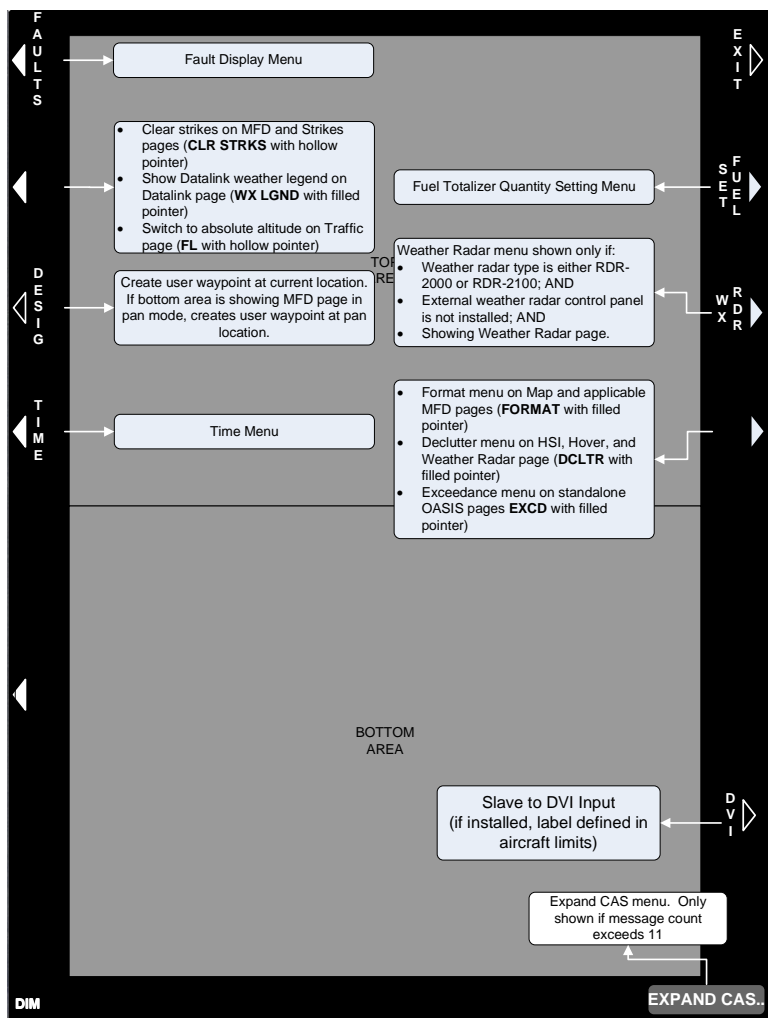 FAULTS
EXIT
Fault Display Menu
• Clear strikes on MFD and Strikes
pages (CLR STRKS with hollow
pointer)
• Show Datalink weather legend on
Datalink page (WX LGND with filled
pointer)
• Switch to absolute altitude on Traffic
page (FL with hollow pointer)
Fuel Totalizer Quantity Setting Menu
SET FUEL
DESIG
Create user waypoint at current location.
If bottom area is showing MFD page in
pan mode, creates user waypoint at pan
location.
Weather Radar menu shown only if:
• Weather radar type is either RDR-
2000 or RDR-2100; AND
• External weather radar control panel
is not installed; AND
• Showing Weather Radar page.
WX RDR
TIME
Time Menu
• Format menu on Map and applicable
MFD pages (FORMAT with filled
pointer)
• Declutter menu on HSI, Hover, and
Weather Radar page (DCLTR with
filled pointer)
• Exceedance menu on standalone
OASIS pages EXCD with filled
pointer)
BOTTOM
AREA
Slave to DVI Input
(if installed, label defined in
aircraft limits)
DVI
Expand CAS menu. Only
shown if message count
exceeds 11
DIM
EXPAND CAS..